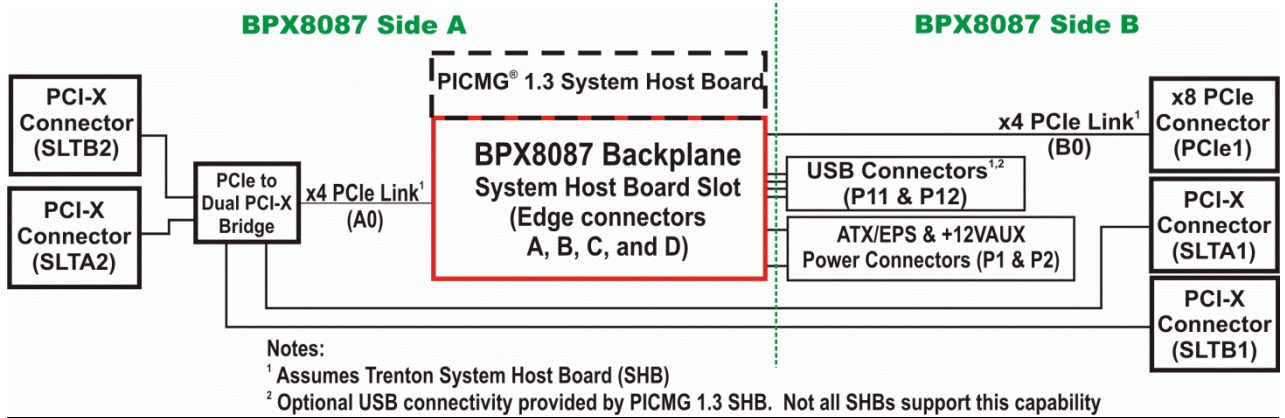 BPX8087 Side A
BPX8087 Side B
PCI-X
Connector
(SLTB2)
PCI-X
Connector
(SLTA2)
PCIe to
Dual PCI-X
Bridge
x4 PCIe Link¹
(A0)
PICMG® 1.3 System Host Board
BPX8087 Backplane
System Host Board Slot
(Edge connectors
A, B, C, and D)
x4 PCIe Link¹
(B0)
USB Connectors¹,²
(P11 & P12)
ATX/EPS & +12VAUX
Power Connectors (P1 & P2)
x8 PCIe
Connector
(PCIe1)
PCI-X
Connector
(SLTA1)
PCI-X
Connector
(SLTB1)
Notes:
¹ Assumes Trenton System Host Board (SHB)
² Optional USB connectivity provided by PICMG 1.3 SHB. Not all SHBs support this capability